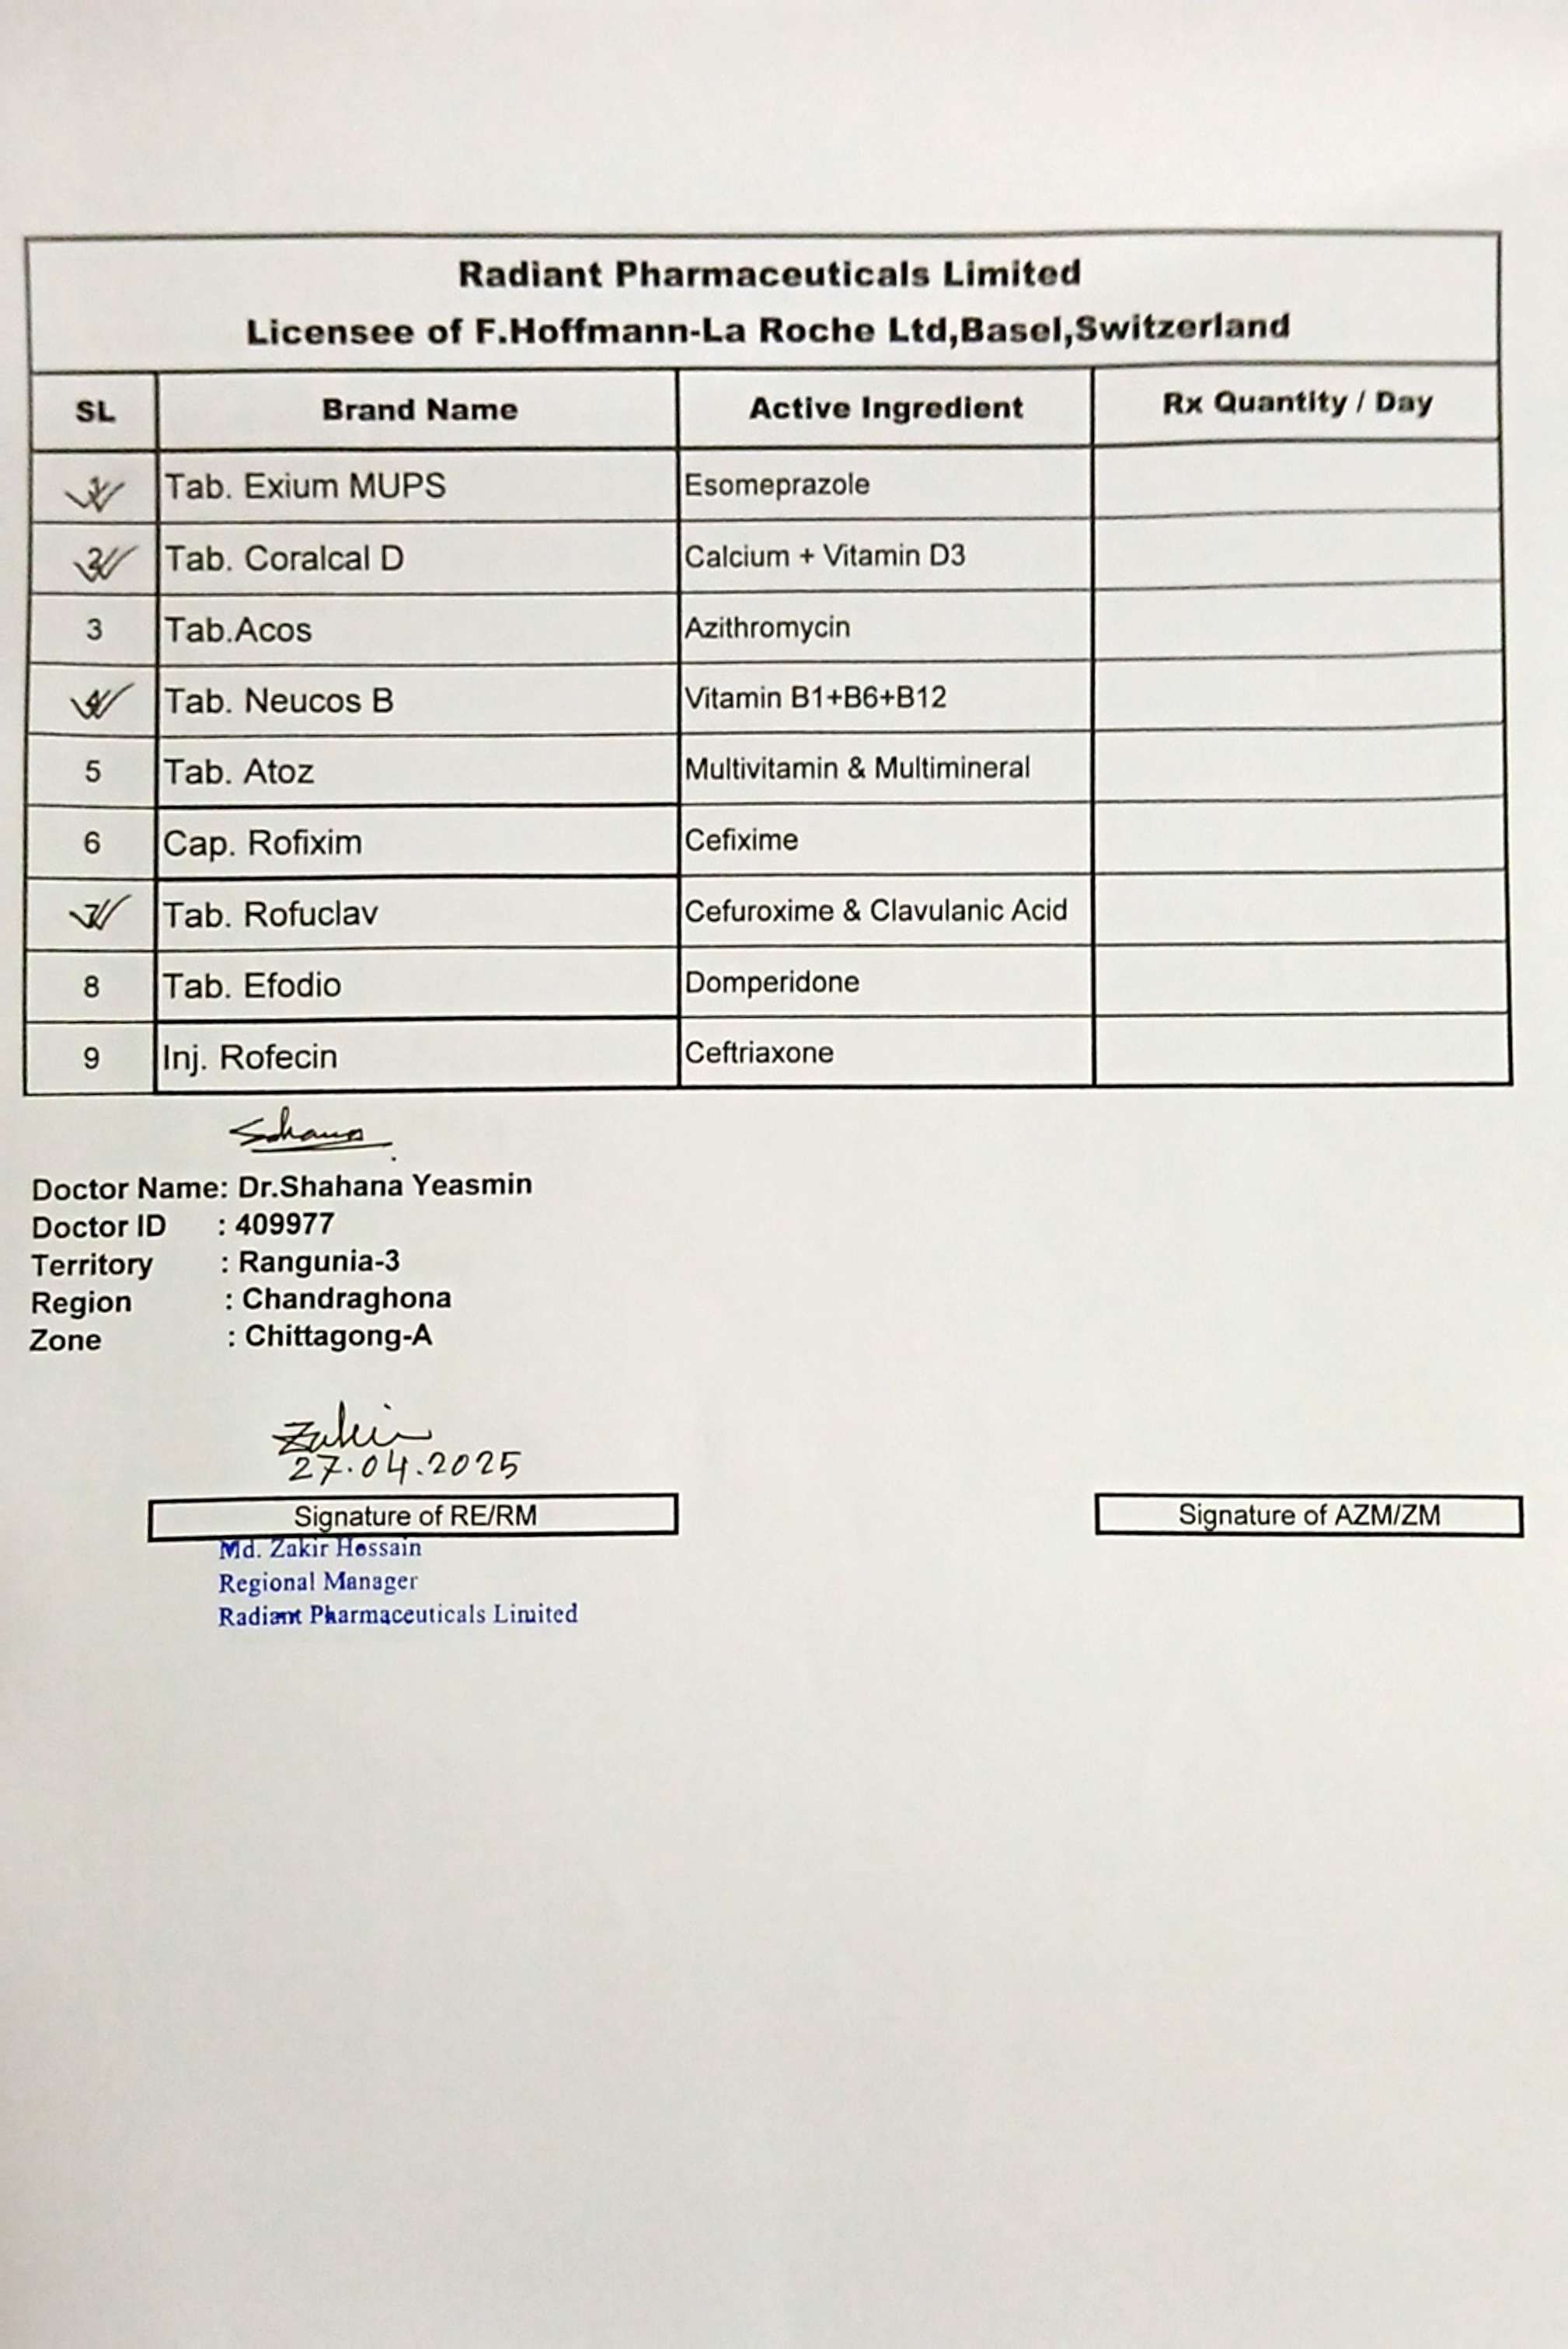 Radiant Pharmaceuticals Limited
Licensee of F.Hoffmann-La Roche Ltd,Basel,Switzerland
SL Brand Name Active Ingredient Rx Quantity / Day
1 Tab. Exium MUPS Esomeprazole
2 Tab. Coralcal D Calcium + Vitamin D3
3 Tab.Acos Azithromycin
4 Tab. Neucos B Vitamin B1+B6+B12
5 Tab. Atoz Multivitamin & Multimineral
6 Cap. Rofixim Cefixime
7 Tab. Rofuclav Cefuroxime & Clavulanic Acid
8 Tab. Efodio Domperidone
9 Inj. Rofecin Ceftriaxone
Doctor Name: Dr.Shahana Yeasmin
Doctor ID : 409977
Territory : Rangunia-3
Region : Chandraghona
Zone : Chittagong-A
Zakir
27.04.2025
Signature of RE/RM Signature of AZM/ZM
Md. Zakir Hossain
Regional Manager
Radiant Pharmaceuticals Limited